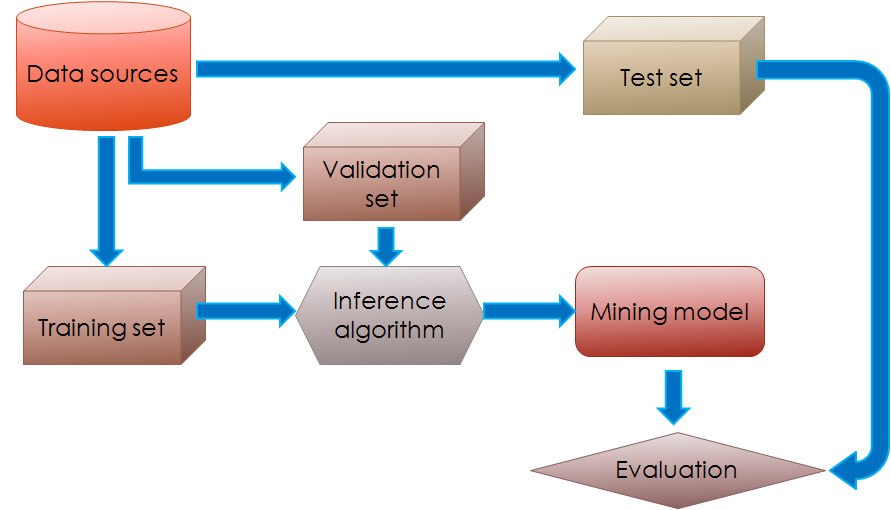 Data sources
Test set
Validation
set
Training set
Inference
algorithm
Mining model
Evaluation